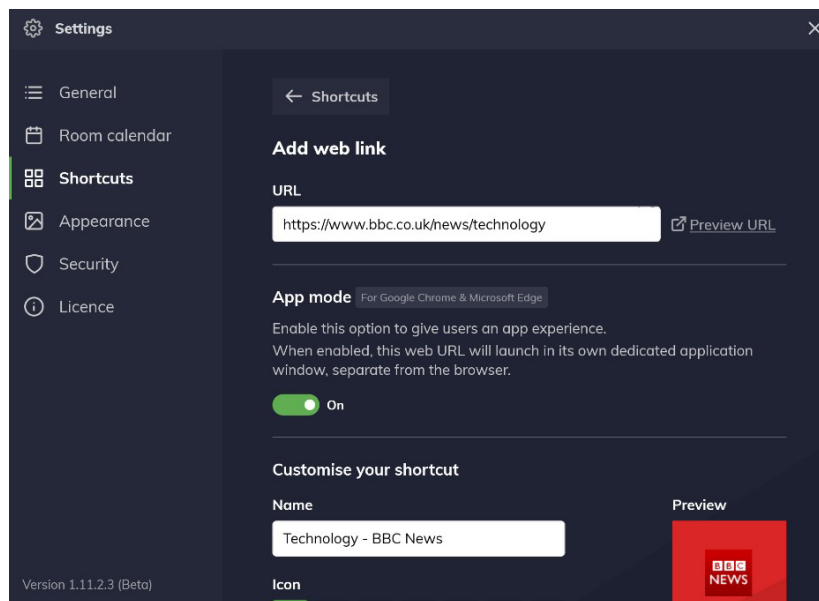 Settings
General
Room calendar
Shortcuts
Appearance
Security
Licence
Version 1.11.2.3 (Beta)
Shortcuts
Add web link
URL
https://www.bbc.co.uk/news/technology
Preview URL
App mode For Google Chrome & Microsoft Edge
Enable this option to give users an app experience.
When enabled, this web URL will launch in its own dedicated application
window, separate from the browser.
On
Customise your shortcut
Name
Technology - BBC News
Icon
Preview
BBC
NEWS